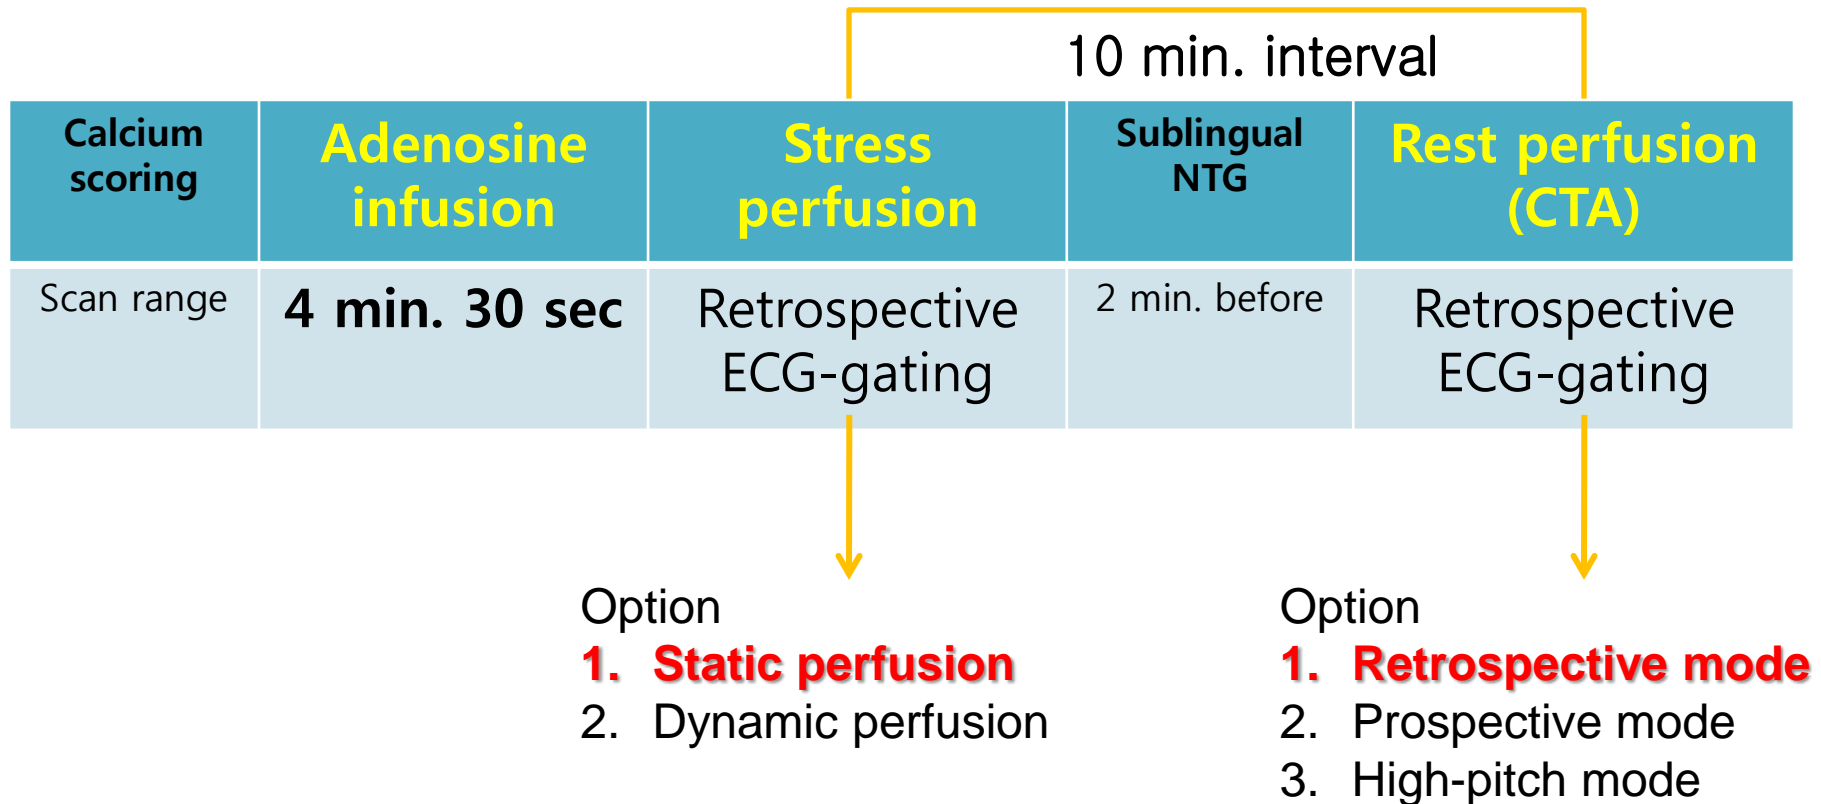 10 min. interval
Calcium
scoring
Adenosine
infusion
Stress
perfusion
Sublingual
NTG
Rest perfusion
(CTA)
Scan range
4 min. 30 sec
Retrospective
ECG-gating
2 min. before
Retrospective
ECG-gating
Option
1. Static perfusion
2. Dynamic perfusion
Option
1. Retrospective mode
2. Prospective mode
3. High-pitch mode